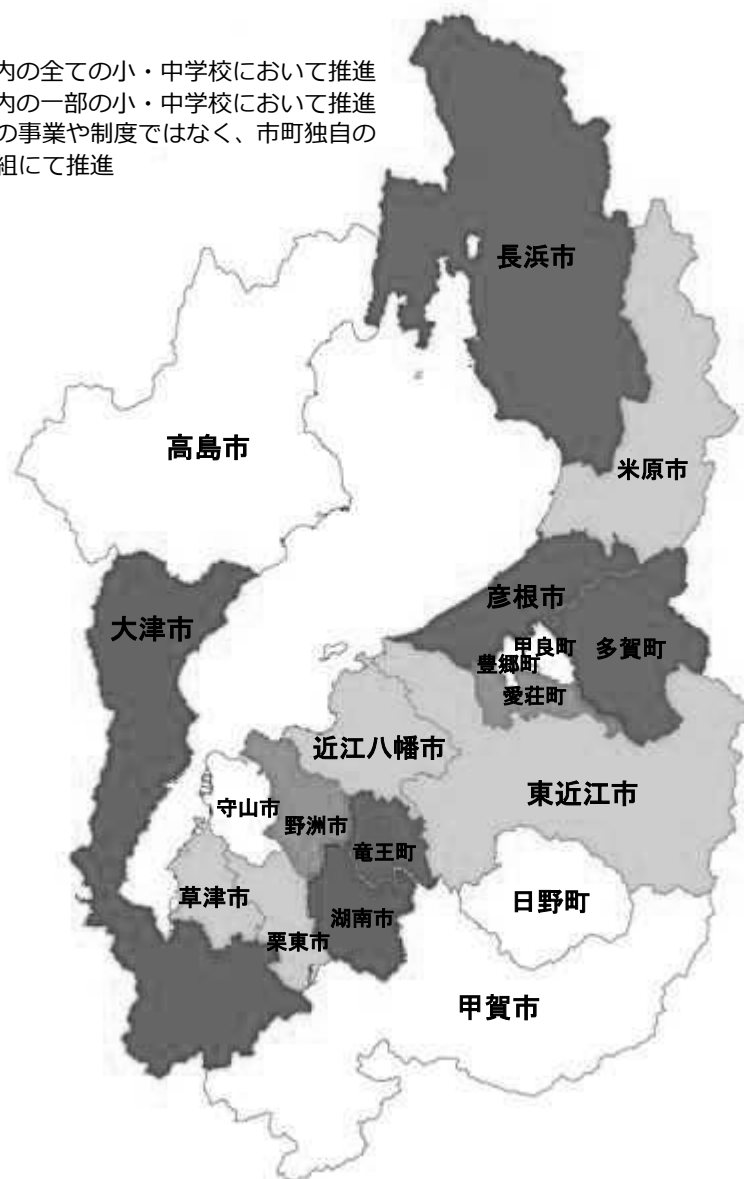 内の全ての小・中学校において推進
内の一部の小・中学校において推進
の事業や制度ではなく、市町独自の
組にて推進
長浜市
高島市
米原市
彦根市
大津市
甲良町
多賀町
豊郷町
愛荘町
近江八幡市
東近江市
守山市
野洲市
竜王町
草津市
日野町
湖南市
栗東市
甲賀市